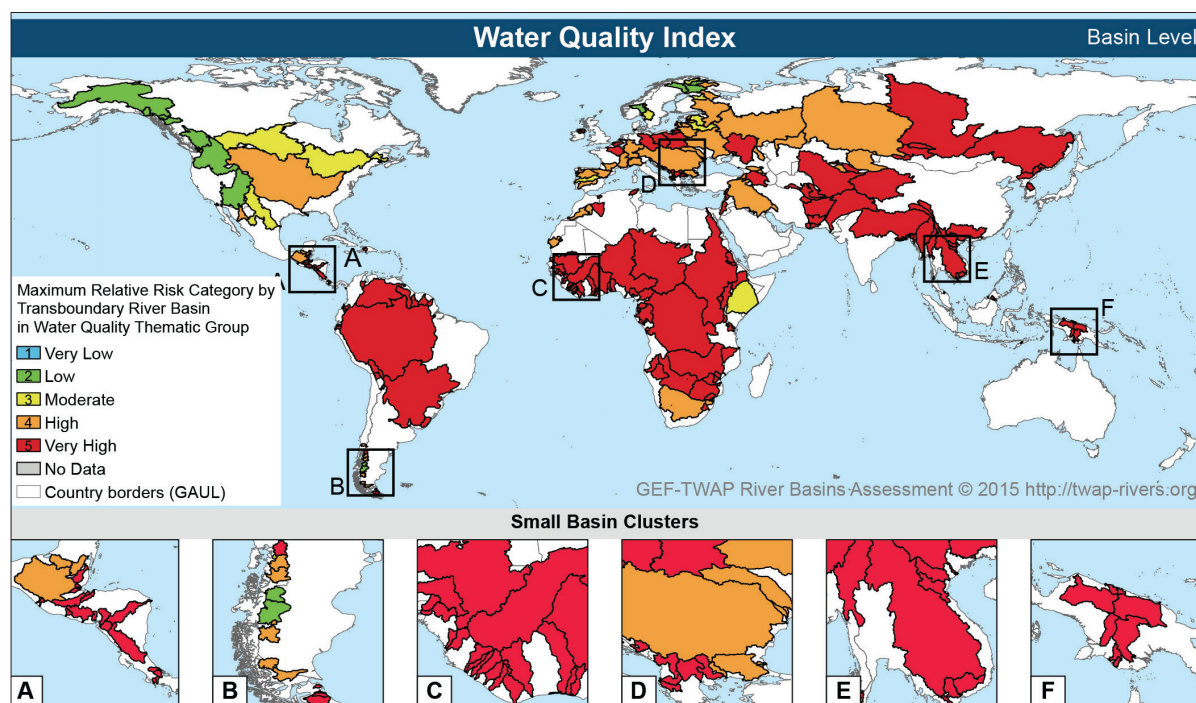 Water Quality Index
Basin Level
A
A
B
C
D
E
F
Maximum Relative Risk Category by
Transboundary River Basin
in Water Quality Thematic Group
1 Very Low
2 Low
3 Moderate
4 High
5 Very High
No Data
Country borders (GAUL)
GEF-TWAP River Basins Assessment © 2015 http://twap-rivers.org
Small Basin Clusters
A
B
C
D
E
F